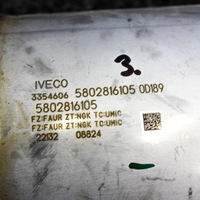 IVECO
3.
3354606 5802816105 0D189
5802816105
FZ:FAUR ZT:NGK TC:UMIC
FZ:FAUR ZT:NGK TC:UMIC
22132 08824